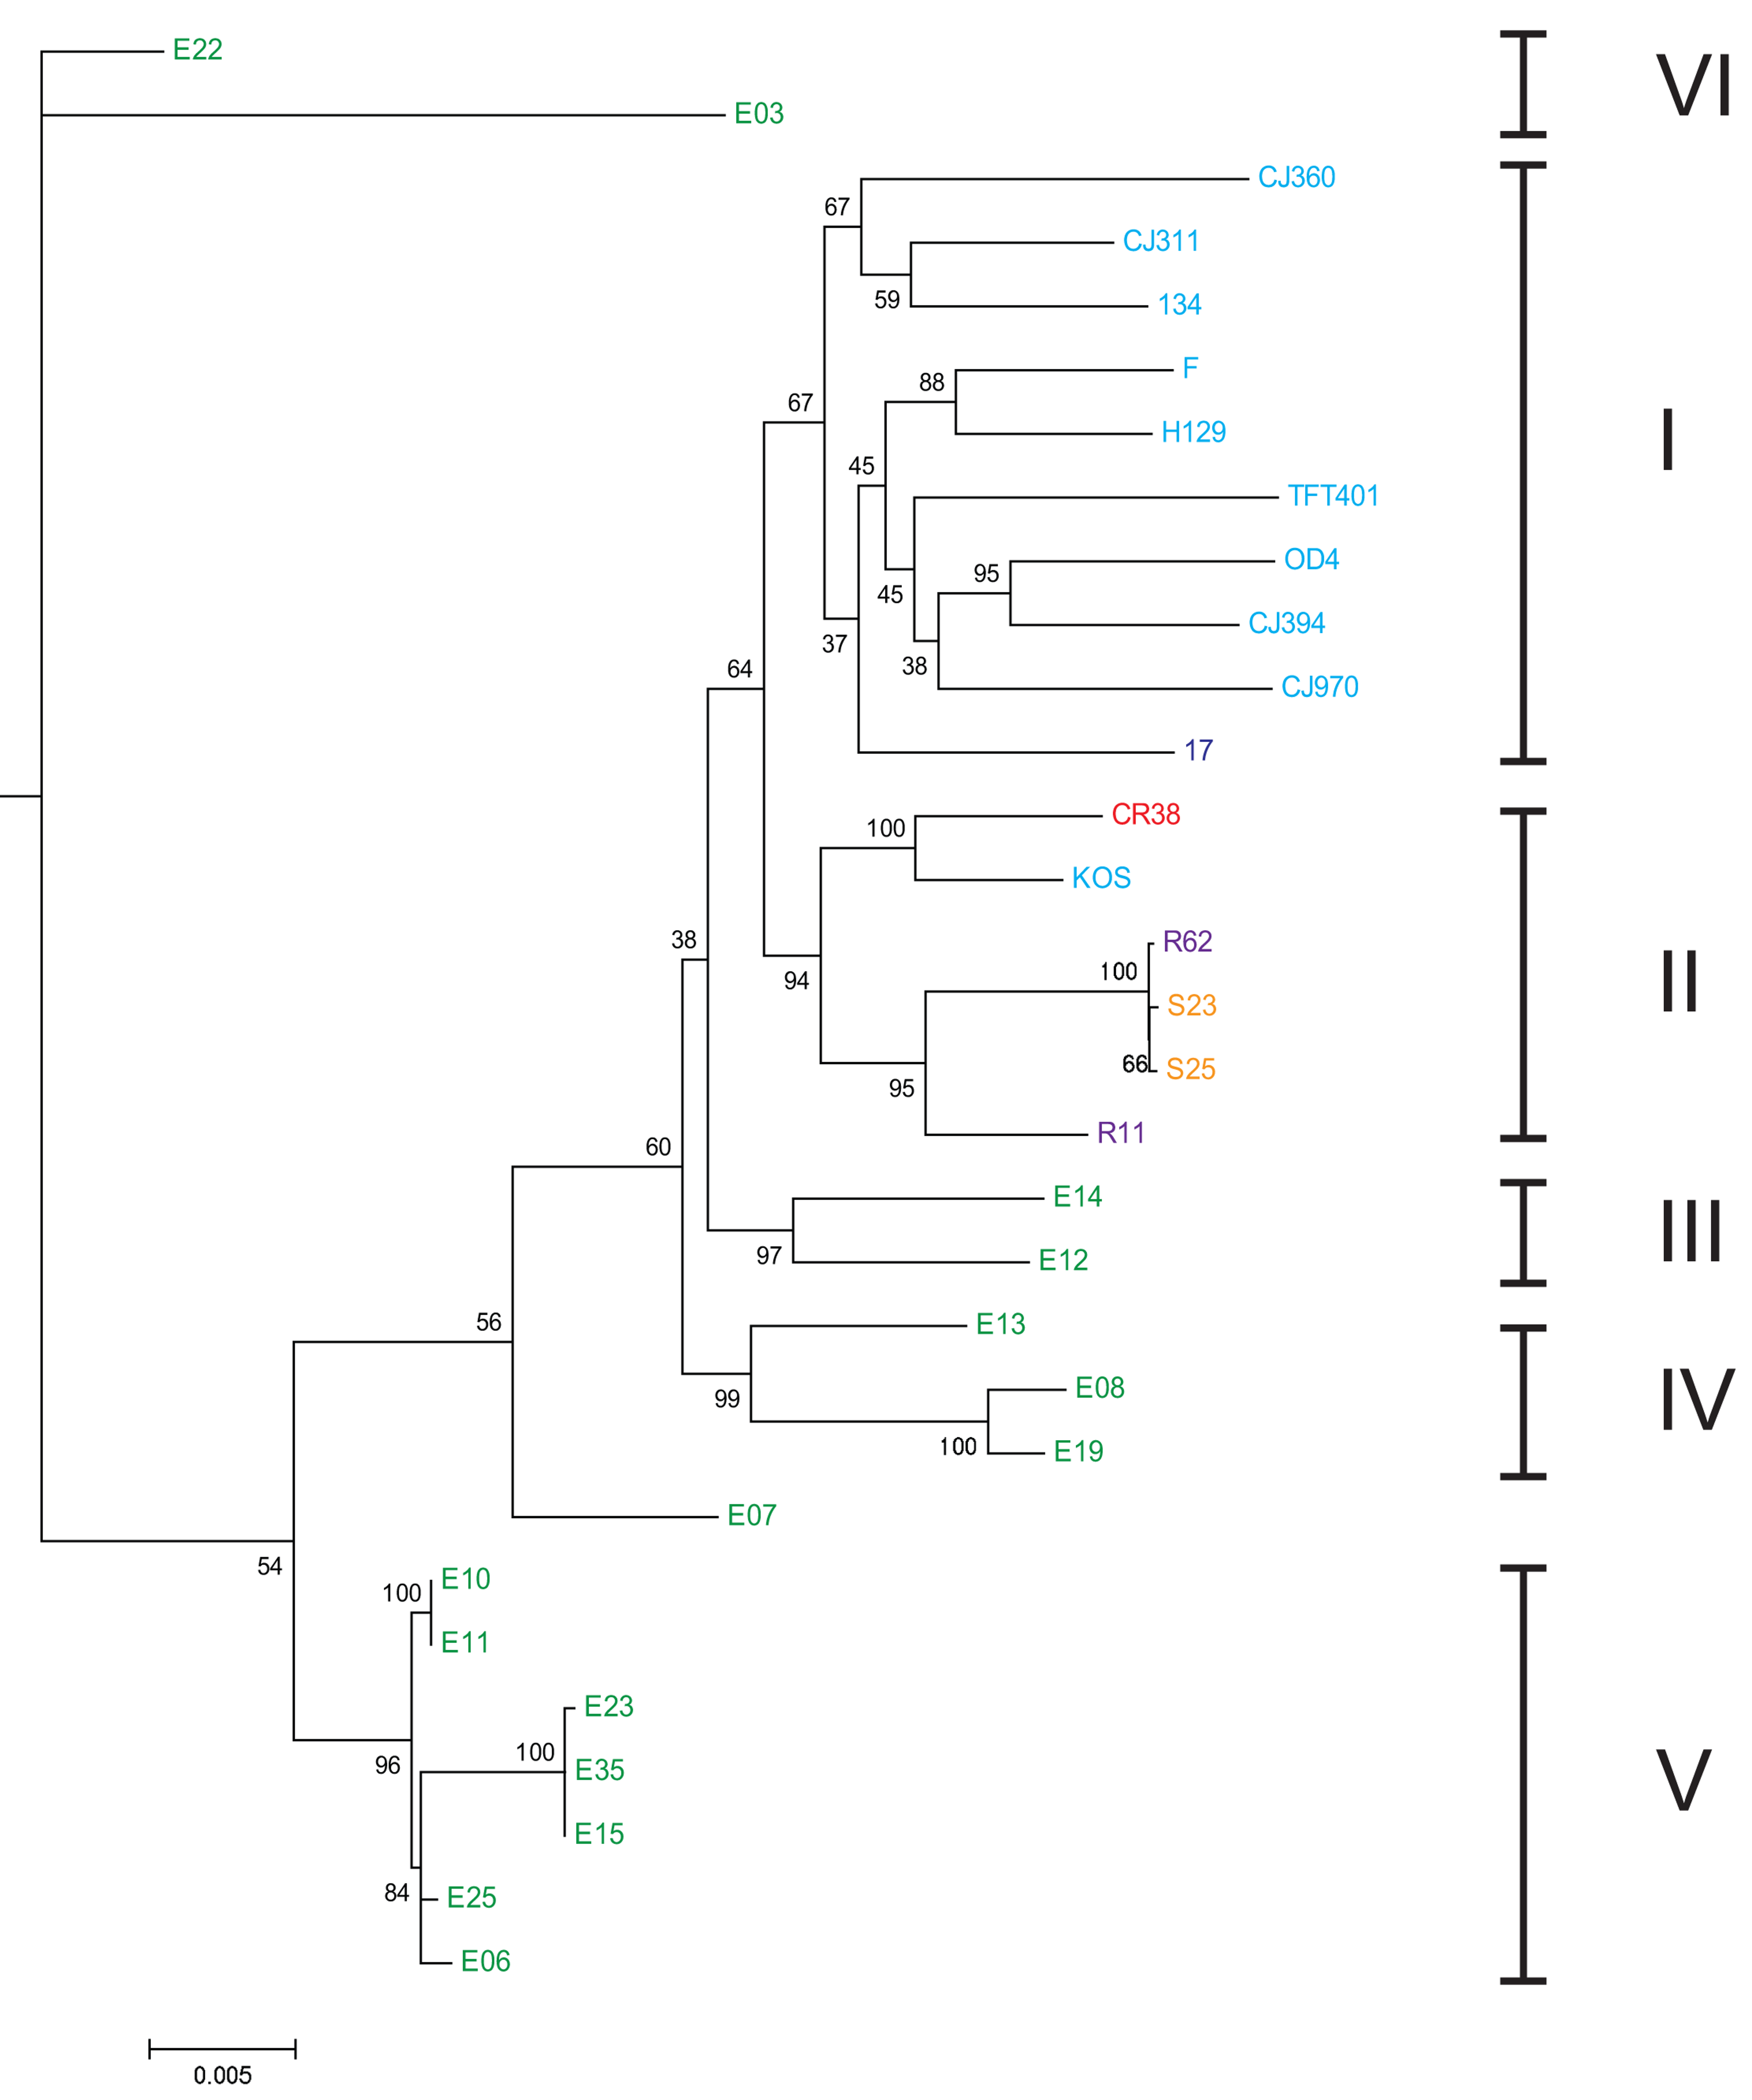 E22
VI
E03
CJ360
67
CJ311
59
134
F
88
67
H129
I
45
TFT401
OD4
95
45
CJ394
37
38
64
CJ970
17
CR38
100
KOS
38
R62
100
94
S23
II
66
S25
95
R11
60
E14
III
97
E12
56
E13
99
E08
IV
100
E19
E07
54
E10
100
E11
E23
100
96
E35
V
E15
84
E25
E06
0.005